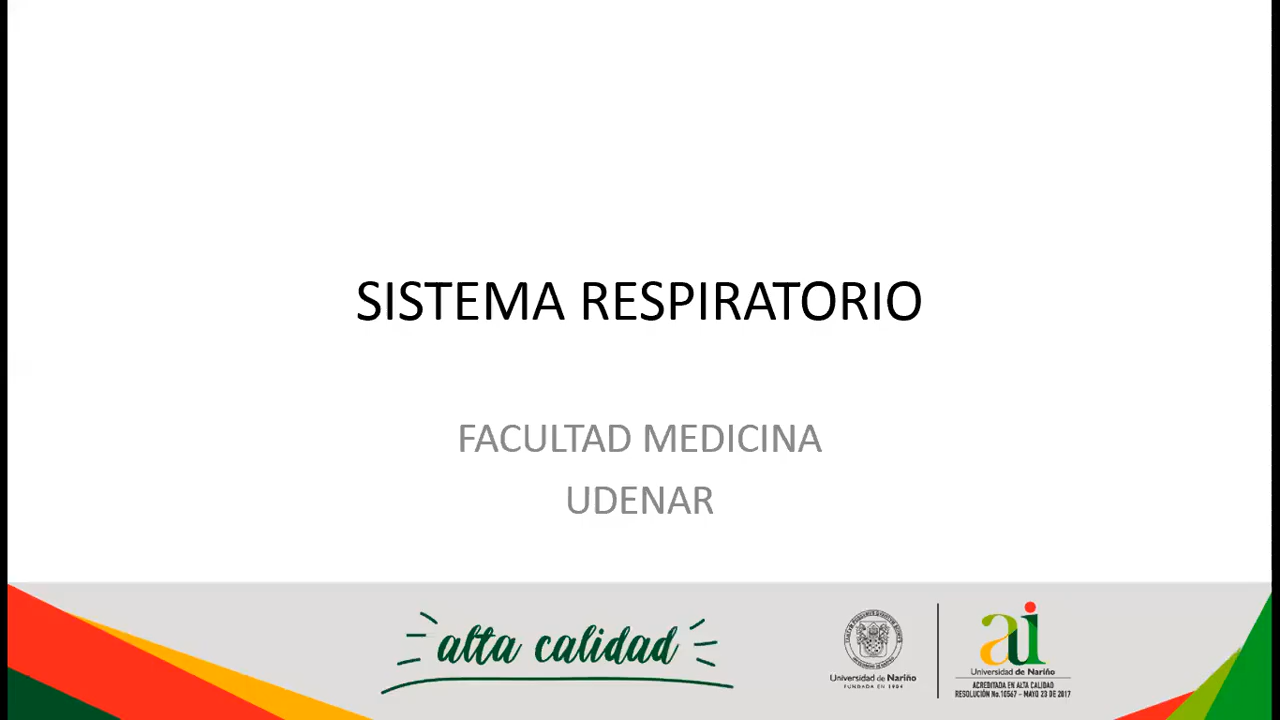 SISTEMA RESPIRATORIO
FACULTAD MEDICINA
UDENAR
alta calidad
Universidad de Nariño
FUNDADA EN 1904
ai
Universidad de Nariño
ACREDITADA EN ALTA CALIDAD
RESOLUCIÓN No.10567 - MAYO 23 DE 2017